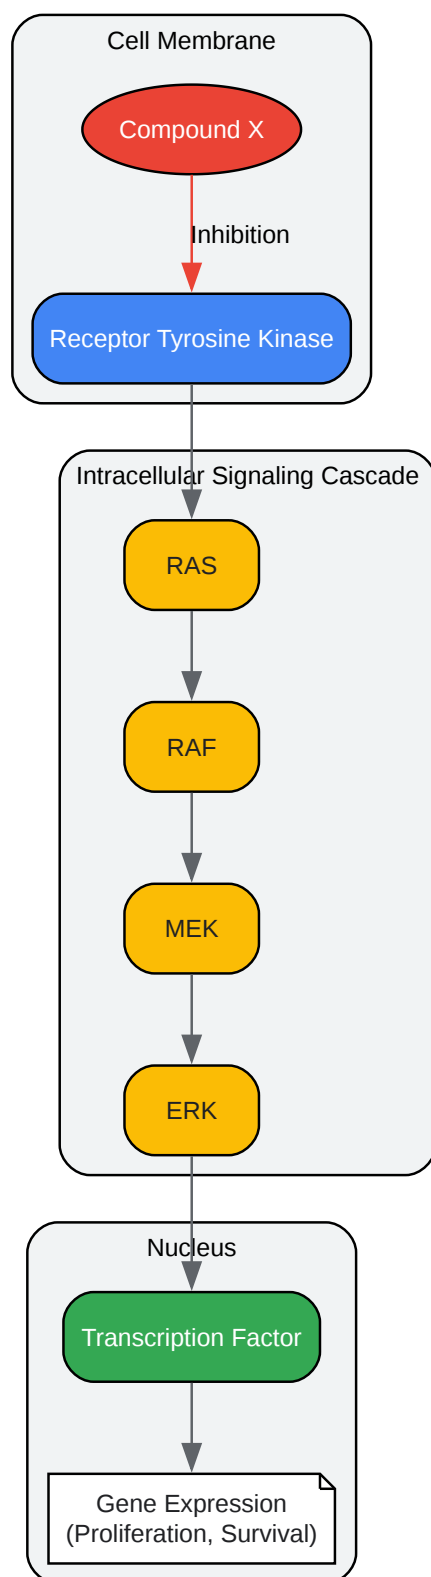 Cell Membrane
Compound X
Inhibition
Receptor Tyrosine Kinase
Intracellular Signaling Cascade
RAS
RAF
MEK
ERK
Nucleus
Transcription Factor
Gene Expression
(Proliferation, Survival)